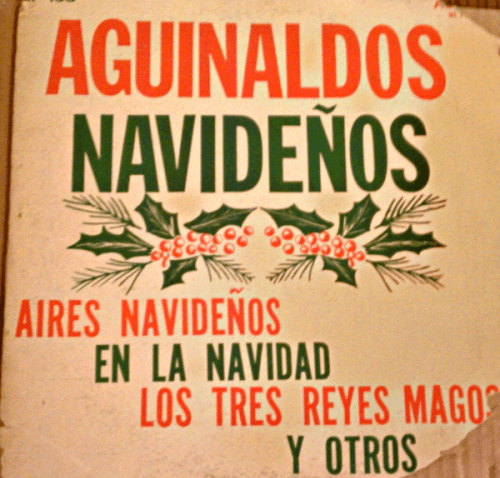 AGUINALDOS
NAVIDEÑOS
AIRES NAVIDEÑOS
EN LA NAVIDAD
LOS TRES REYES MAGOS
Y OTROS